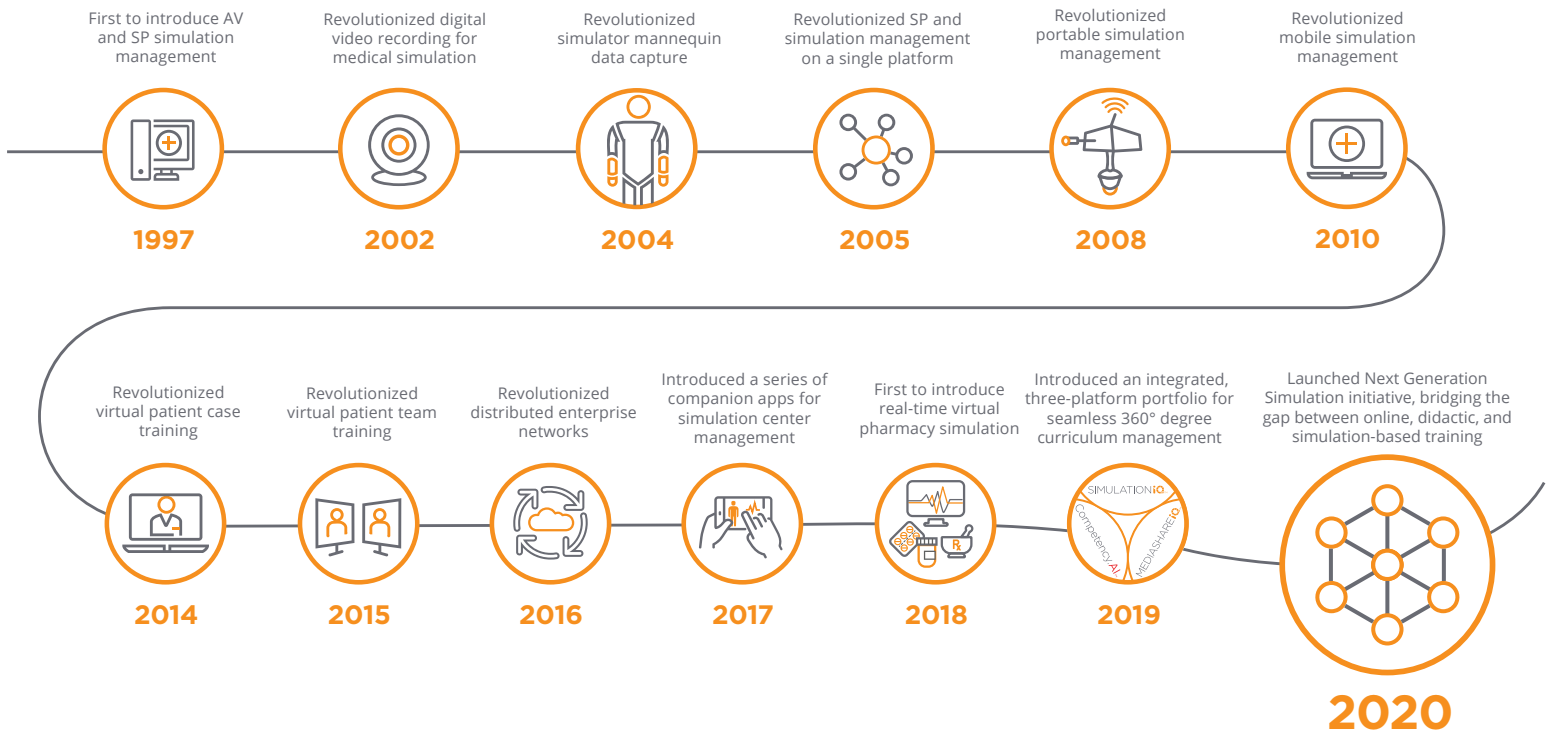 First to introduce AV
and SP simulation
management
1997
Revolutionized digital
video recording for
medical simulation
2002
Revolutionized
simulator mannequin
data capture
2004
Revolutionized SP and
simulation management
on a single platform
2005
Revolutionized
portable simulation
management
2008
Revolutionized
mobile simulation
management
2010
Revolutionized
virtual patient case
training
2014
Revolutionized
virtual patient team
training
2015
Revolutionized
distributed enterprise
networks
2016
Introduced a series of
companion apps for
simulation center
management
2017
First to introduce
real-time virtual
pharmacy simulation
Rx
2018
Introduced an integrated,
three-platform portfolio for
seamless 360° degree
curriculum management
SIMULATIONiQ
Competency.AI
MEDIASHAREiQ
2019
Launched Next Generation
Simulation initiative, bridging the
gap between online, didactic, and
simulation-based training
2020